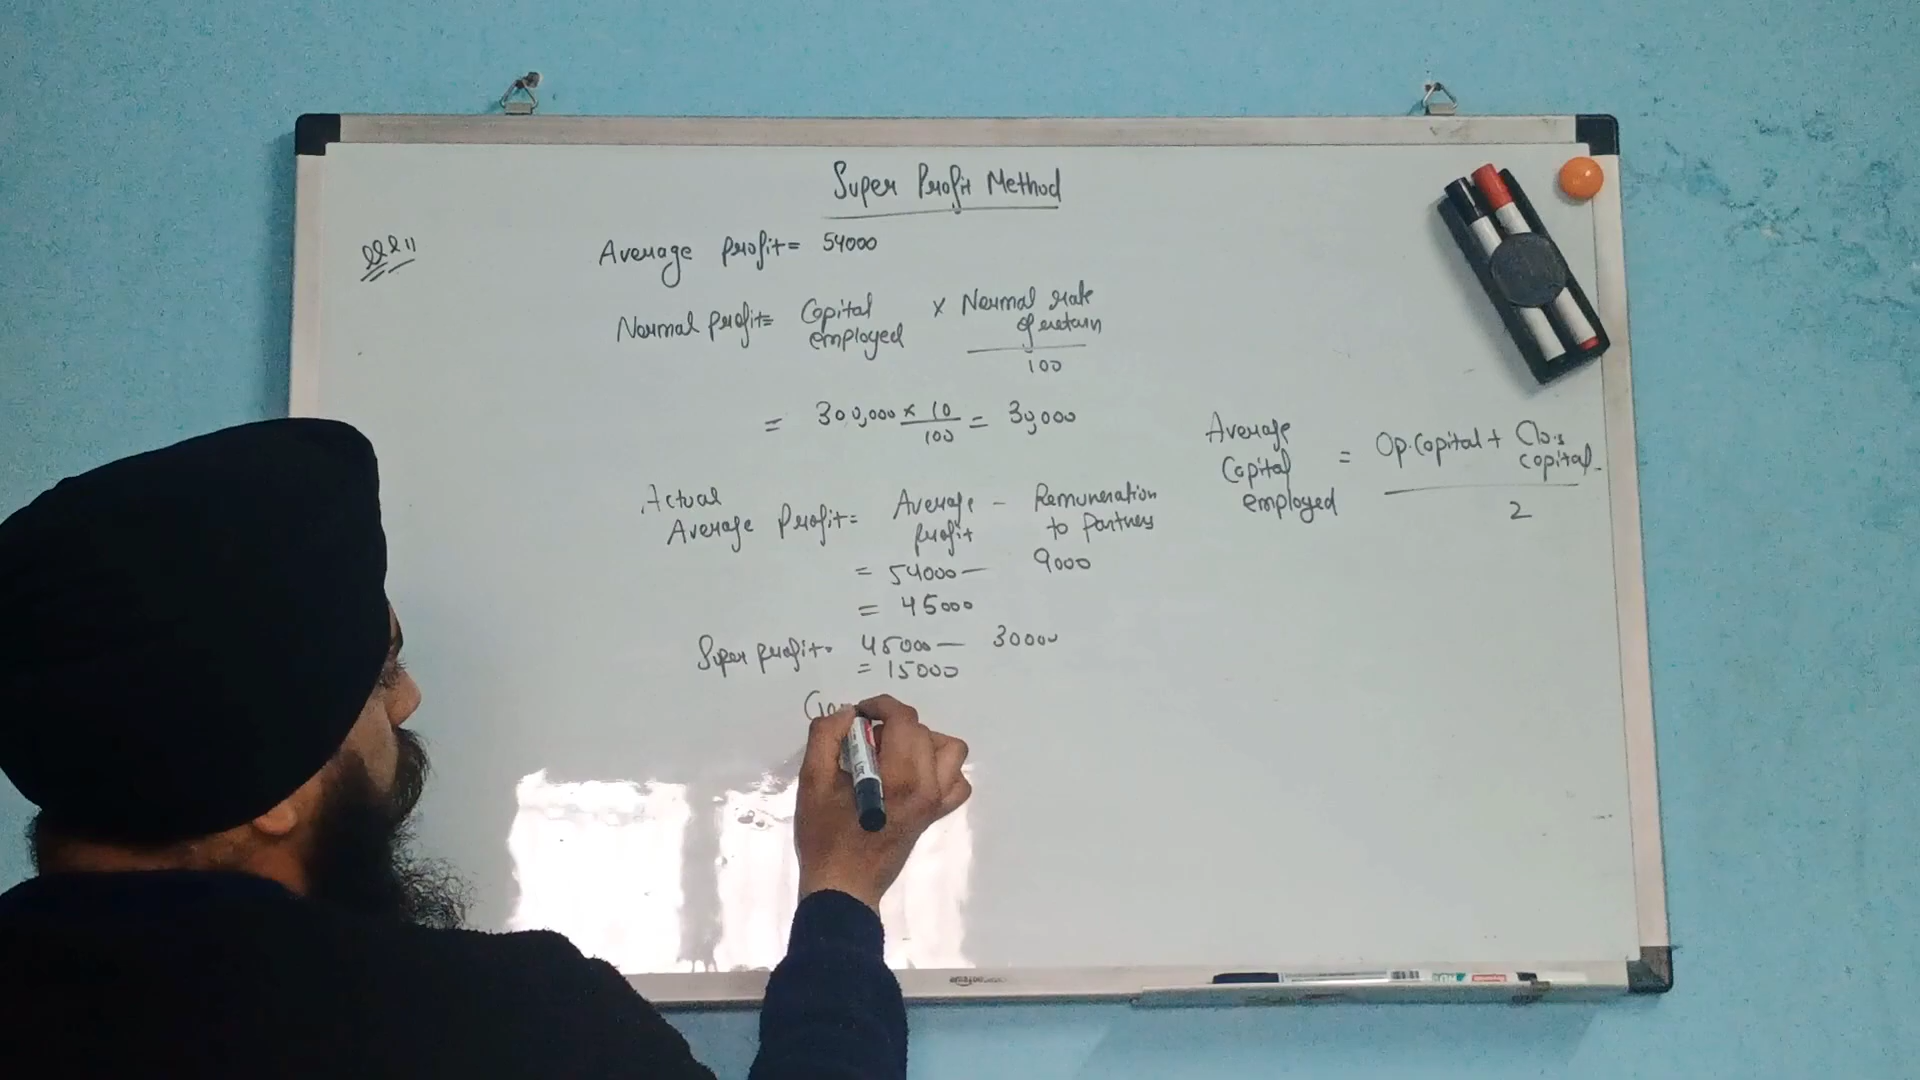 Super Profit Method
Average profit = 54000
Normal profit = Capital employed × Normal rate of return / 100
= 300,000 × 10 / 100 = 30,000
Actual Average Profit = Average profit - Remuneration to Partners
= 54000 - 9000
= 45000
Super profit = 45000 - 30000
= 15000
Average Capital employed = Op. Capital + Clo. Capital / 2